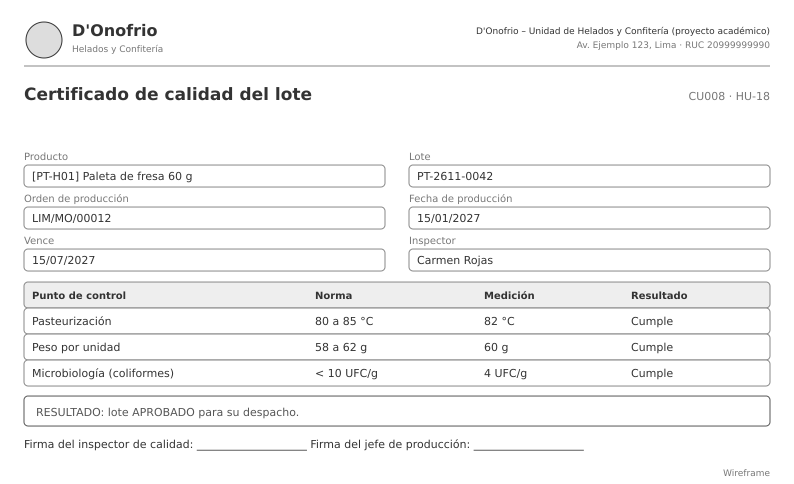 D'Onofrio
Helados y Confitería
D'Onofrio – Unidad de Helados y Confitería (proyecto académico)
Av. Ejemplo 123, Lima · RUC 20999999990
Certificado de calidad del lote
CU008 · HU-18
Producto
[PT-H01] Paleta de fresa 60 g
Lote
PT-2611-0042
Orden de producción
LIM/MO/00012
Fecha de producción
15/01/2027
Vence
15/07/2027
Inspector
Carmen Rojas
Punto de control Norma Medición Resultado
Pasteurización 80 a 85 °C 82 °C Cumple
Peso por unidad 58 a 62 g 60 g Cumple
Microbiología (coliformes) < 10 UFC/g 4 UFC/g Cumple
RESULTADO: lote APROBADO para su despacho.
Firma del inspector de calidad: ____________________ Firma del jefe de producción: ____________________
Wireframe